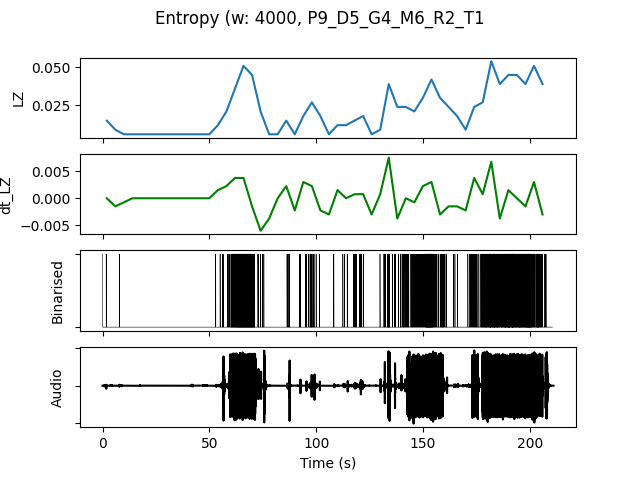 Entropy (w: 4000, P9_D5_G4_M6_R2_T1
LZ
0.050
0.025
dt_LZ
0.005
0.000
−0.005
Binarised
Audio
0 50 100 150 200
Time (s)